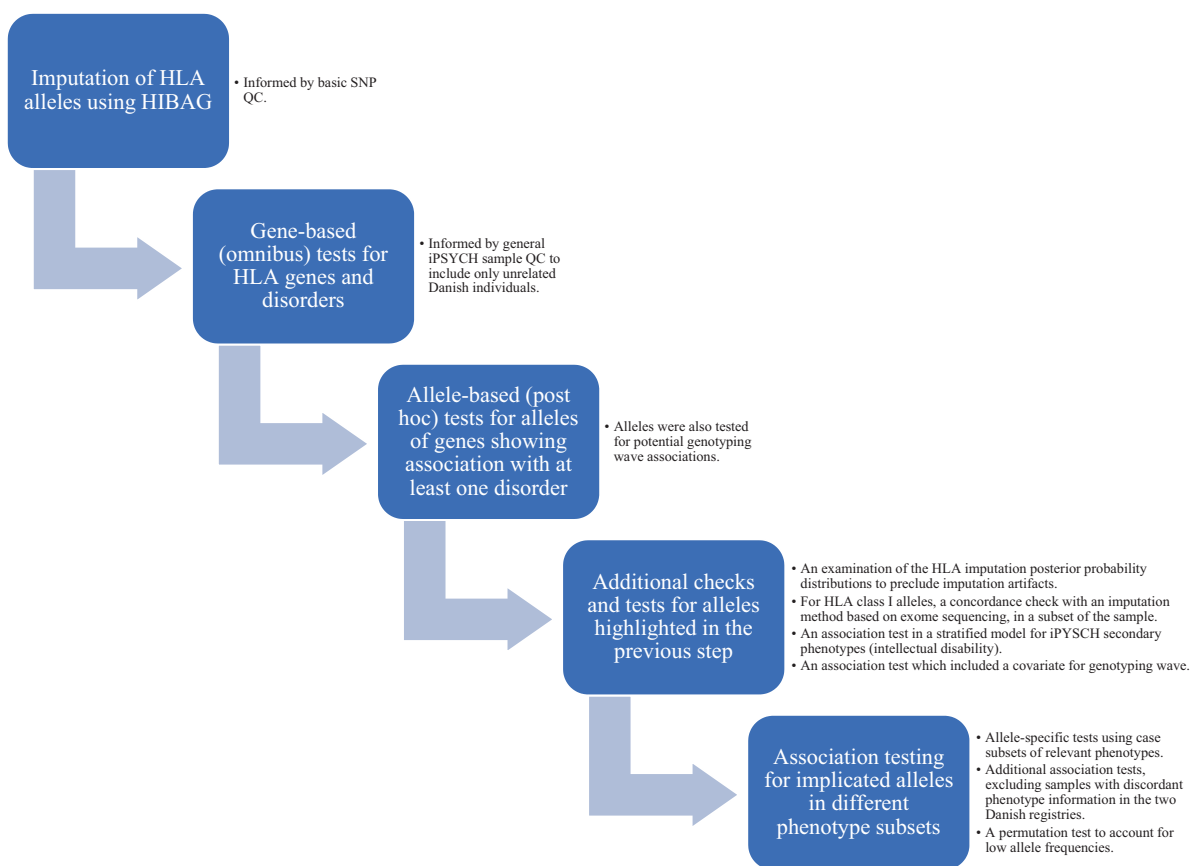 Imputation of HLA
alleles using HIBAG
• Informed by basic SNP
QC.
Gene-based
(omnibus) tests for
HLA genes and
disorders
• Informed by general
iPSYCH sample QC to
include only unrelated
Danish individuals.
Allele-based (post
hoc) tests for alleles
of genes showing
association with at
least one disorder
• Alleles were also tested
for potential genotyping
wave associations.
Additional checks
and tests for alleles
highlighted in the
previous step
• An examination of the HLA imputation posterior probability
distributions to preclude imputation artifacts.
• For HLA class I alleles, a concordance check with an imputation
method based on exome sequencing, in a subset of the sample.
• An association test in a stratified model for iPYSCH secondary
phenotypes (intellectual disability).
• An association test which included a covariate for genotyping wave.
Association testing
for implicated alleles
in different
phenotype subsets
• Allele-specific tests using case
subsets of relevant phenotypes.
• Additional association tests,
excluding samples with discordant
phenotype information in the two
Danish registries.
• A permutation test to account for
low allele frequencies.